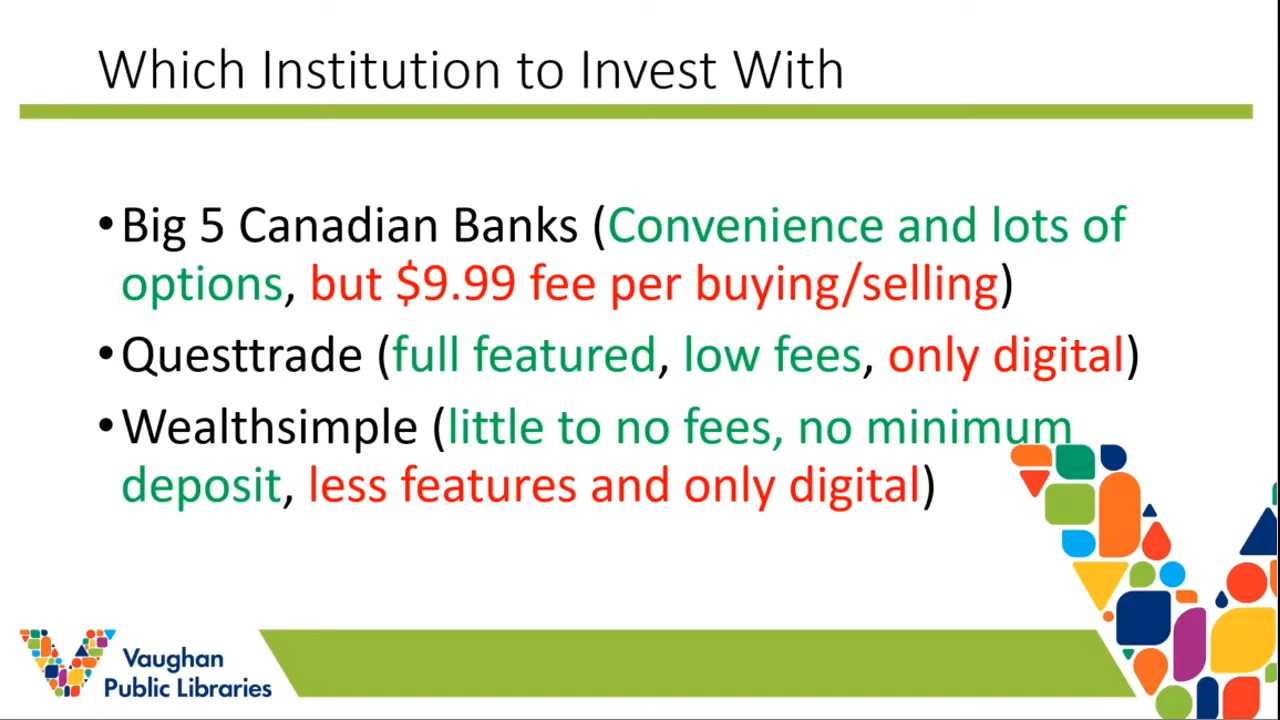 Which Institution to Invest With
•Big 5 Canadian Banks (Convenience and lots of
options, but $9.99 fee per buying/selling)
•Questtrade (full featured, low fees, only digital)
•Wealthsimple (little to no fees, no minimum
deposit, less features and only digital)
Vaughan
Public Libraries